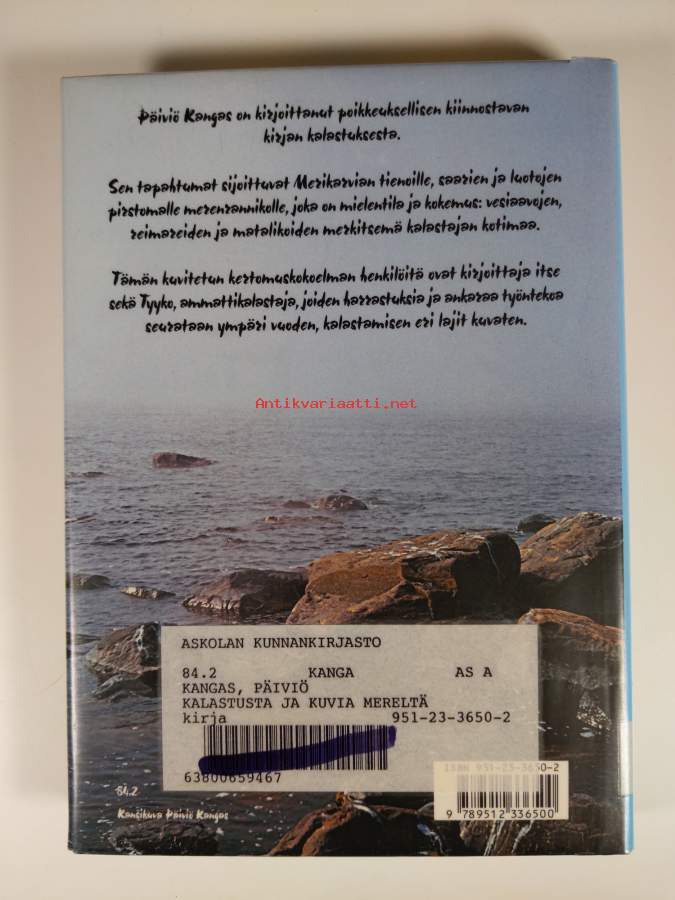 Päiviö Kangas on kirjoittanut poikkeuksellisen kiinnostavan
kirjan kalastuksesta.
Sen tapahtumat sijoittuvat Merikarvian tienoille, saarien ja luotojen
pirstomalle merenrannikolle, joka on mielentila ja kokemus: vesiaavojen,
reimareiden ja matalikoiden merkitsemä kalastajan kotimaa.
Tämän kuvitetun kertomuskokoelman henkilöitä ovat kirjoittaja itse
sekä Tyyko, ammattikalastaja, joiden harrastuksia ja ankaraa työntekoa
seurataan ympäri vuoden, kalastamisen eri lajit kuvaten.
Antikvariaatti.net
ASKOLAN KUNNANKIRJASTO
84.2 KANGA AS A
KANGAS, PÄIVIÖ
KALASTUSTA JA KUVIA MERELTÄ
kirja 951-23-3650-2
63800659467
ISBN 951-23-3650-2
9 789512 336500
84.2
Kansikuva Päiviö Kangas